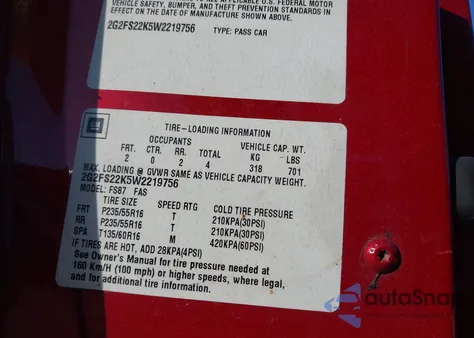 VEHICLE SAFETY, BUMPER, AND THEFT PREVENTION STANDARDS IN
EFFECT ON THE DATE OF MANUFACTURE SHOWN ABOVE.
2G2FS22K5W2219756 TYPE: PASS CAR
GM
TIRE-LOADING INFORMATION
OCCUPANTS VEHICLE CAP. WT.
FRT. CTR. RR. TOTAL KG LBS
2 0 2 4 318 701
MAX. LOADING @ GVWR SAME AS VEHICLE CAPACITY WEIGHT.
2G2FS22K5W2219756
MODEL: FS87 FAS
TIRE SIZE SPEED RTG COLD TIRE PRESSURE
FRT P235/55R16 T 210KPA(30PSI)
RR P235/55R16 T 210KPA(30PSI)
SPA T135/60R16 M 420KPA(60PSI)
IF TIRES ARE HOT, ADD 28KPA(4PSI)
See Owner's Manual for tire pressure needed at
160 Km/H (100 mph) or higher speeds, where legal,
and for additional tire information.
autaSnap